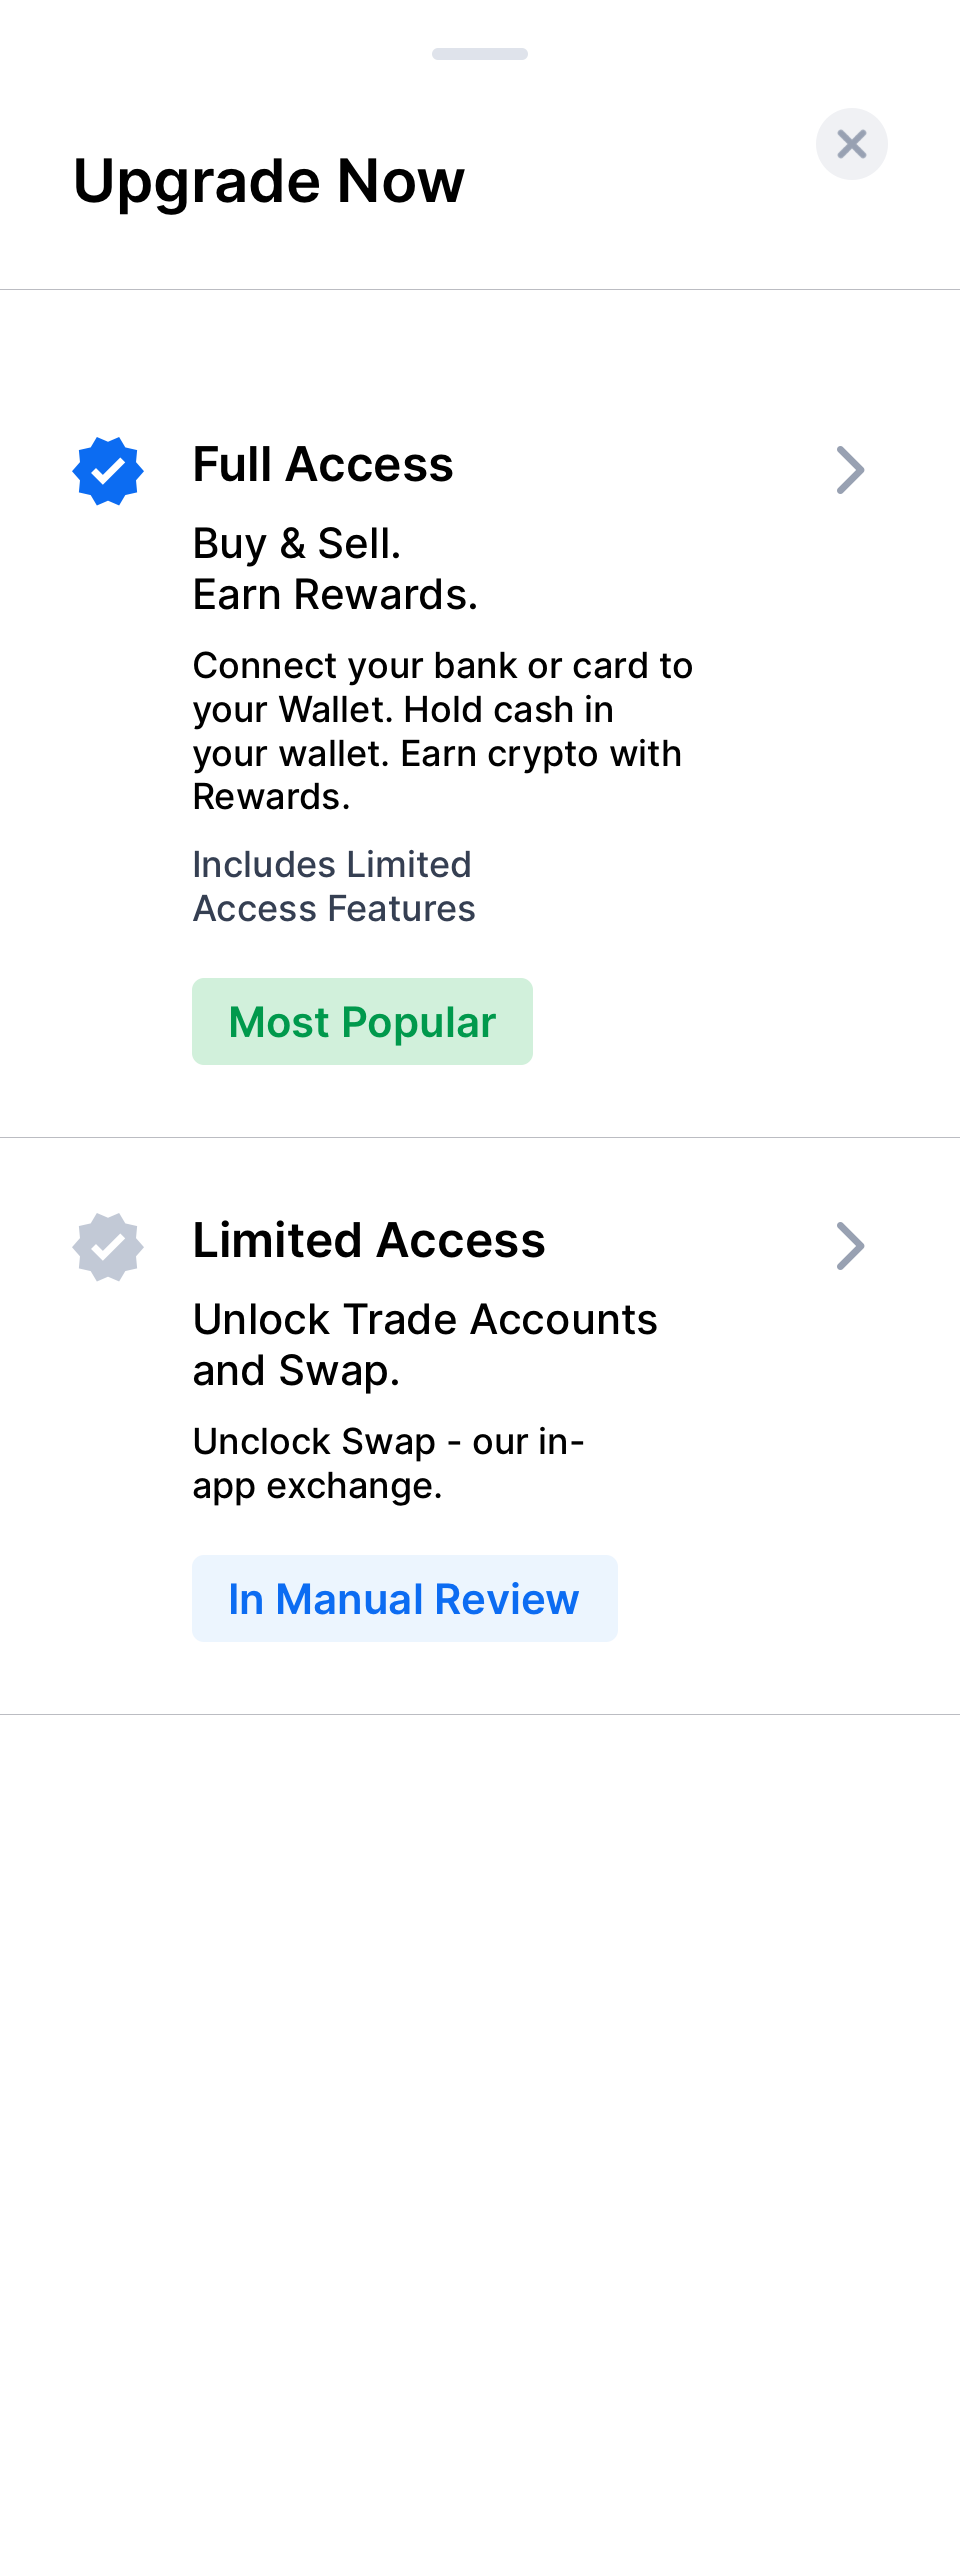 Upgrade Now
Full Access
Buy & Sell.
Earn Rewards.
Connect your bank or card to
your Wallet. Hold cash in
your wallet. Earn crypto with
Rewards.
Includes Limited
Access Features
Most Popular
Limited Access
Unlock Trade Accounts
and Swap.
Unclock Swap - our in-
app exchange.
In Manual Review